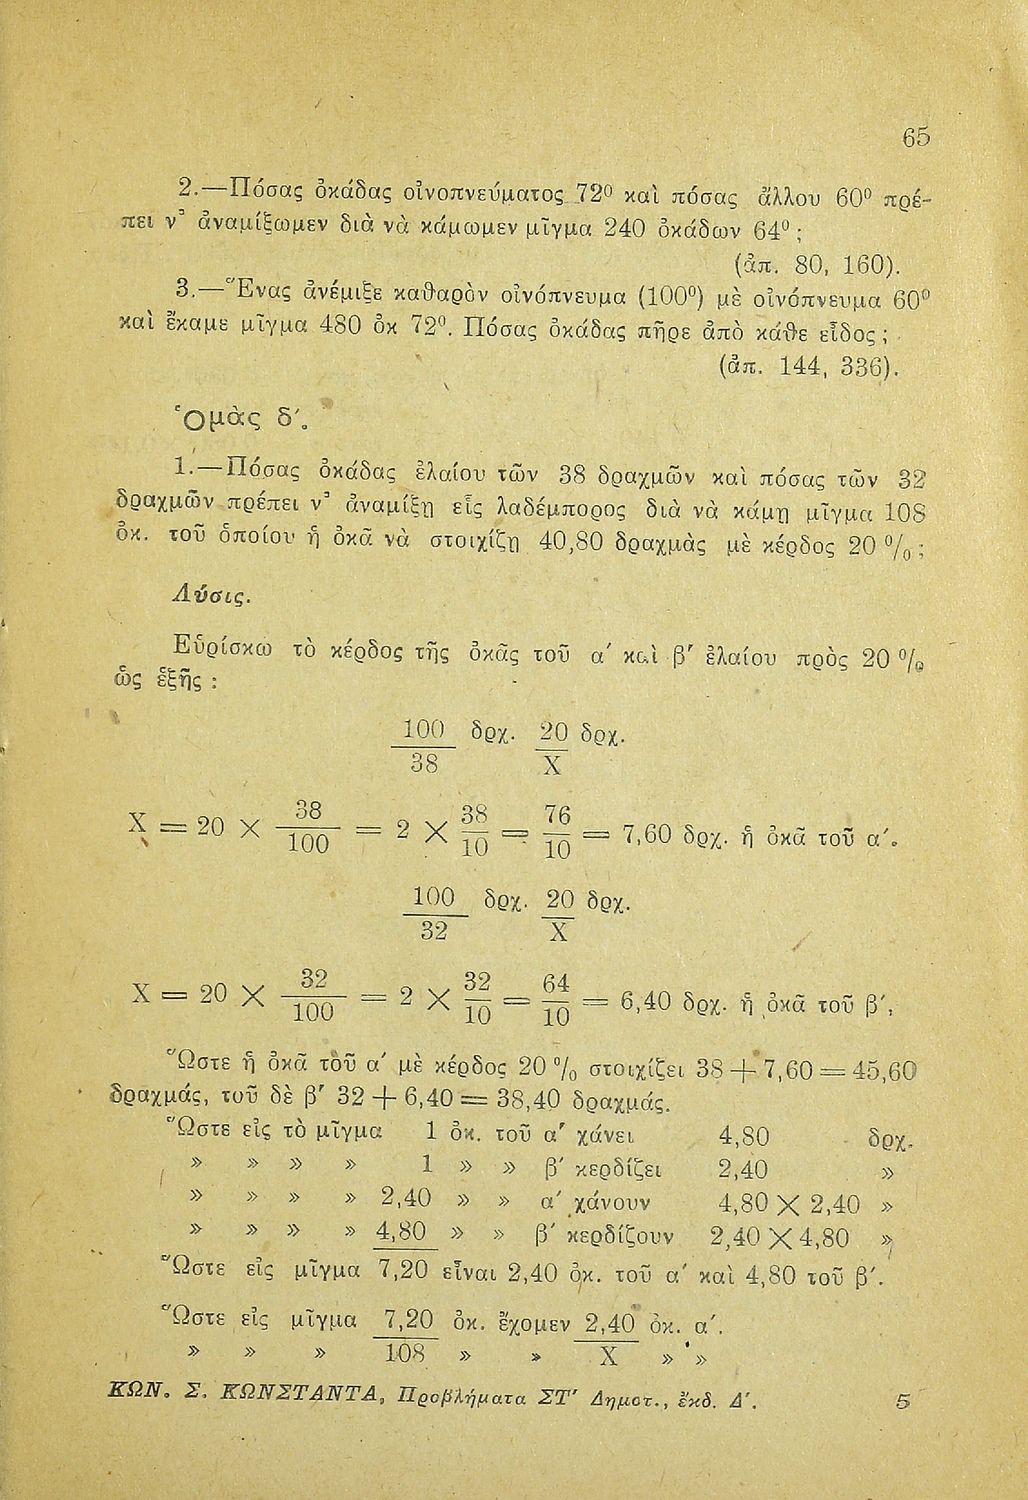 65
2.—Πόσας ὀκάδας οἰνοπνεύματος 72⁰ καὶ πόσας ἄλλου 60⁰ πρέ-
πει ν᾽ ἀναμίξωμεν διὰ νὰ κάμωμεν μῖγμα 240 ὀκάδων 64⁰ ;
(ἀπ. 80, 160).
3.—Ἕνας ἀνέμιξε καθαρὸν οἰνόπνευμα (100⁰) μὲ οἰνόπνευμα 60⁰
καὶ ἔκαμε μῖγμα 480 ὀκ 72⁰. Πόσας ὀκάδας πῆρε ἀπὸ κάθε εἶδος ;
(ἀπ. 144, 336).
Ὁμὰς δ΄.
1.—Πόσας ὀκάδας ἐλαίου τῶν 38 δραχμῶν καὶ πόσας τῶν 32
δραχμῶν πρέπει ν᾽ ἀναμίξῃ εἷς λαδέμπορος διὰ νὰ κάμῃ μῖγμα 108
ὀκ. τοῦ ὁποίου ἡ ὀκᾶ νὰ στοιχίζῃ 40,80 δραχμὰς μὲ κέρδος 20 % ;
Λύσις.
Εὑρίσκω τὸ κέρδος τῆς ὀκᾶς τοῦ α΄ καὶ β΄ ἐλαίου πρὸς 20 %
ὡς ἑξῆς :
100 δρχ. 20 δρχ.
38 Χ
Χ = 20 × 38/100 = 2 × 38/10 = 76/10 = 7,60 δρχ. ἡ ὀκᾶ τοῦ α΄.
100 δρχ. 20 δρχ.
32 Χ
Χ = 20 × 32/100 = 2 × 32/10 = 64/10 = 6,40 δρχ. ἡ ὀκᾶ τοῦ β΄,
Ὥστε ἡ ὀκᾶ τοῦ α΄ μὲ κέρδος 20 % στοιχίζει 38 + 7,60 = 45,60
δραχμάς, τοῦ δὲ β΄ 32 + 6,40 = 38,40 δραχμάς.
Ὥστε εἰς τὸ μῖγμα 1 ὀκ. τοῦ α΄ χάνει 4,80 δρχ.
» » » » 1 » » β΄ κερδίζει 2,40 »
» » » » 2,40 » » α΄ χάνουν 4,80 × 2,40 »
» » » » 4,80 » » β΄ κερδίζουν 2,40 × 4,80 »
Ὥστε εἰς μῖγμα 7,20 εἶναι 2,40 ὀκ. τοῦ α΄ καὶ 4,80 τοῦ β΄.
Ὥστε εἰς μῖγμα 7,20 ὀκ. ἔχομεν 2,40 ὀκ. α΄.
» » » 108 » » Χ » »
ΚΩΝ. Σ. ΚΩΝΣΤΑΝΤΑ, Προβλήματα ΣΤ΄ Δημοτ., ἔκδ. Δ΄. 5